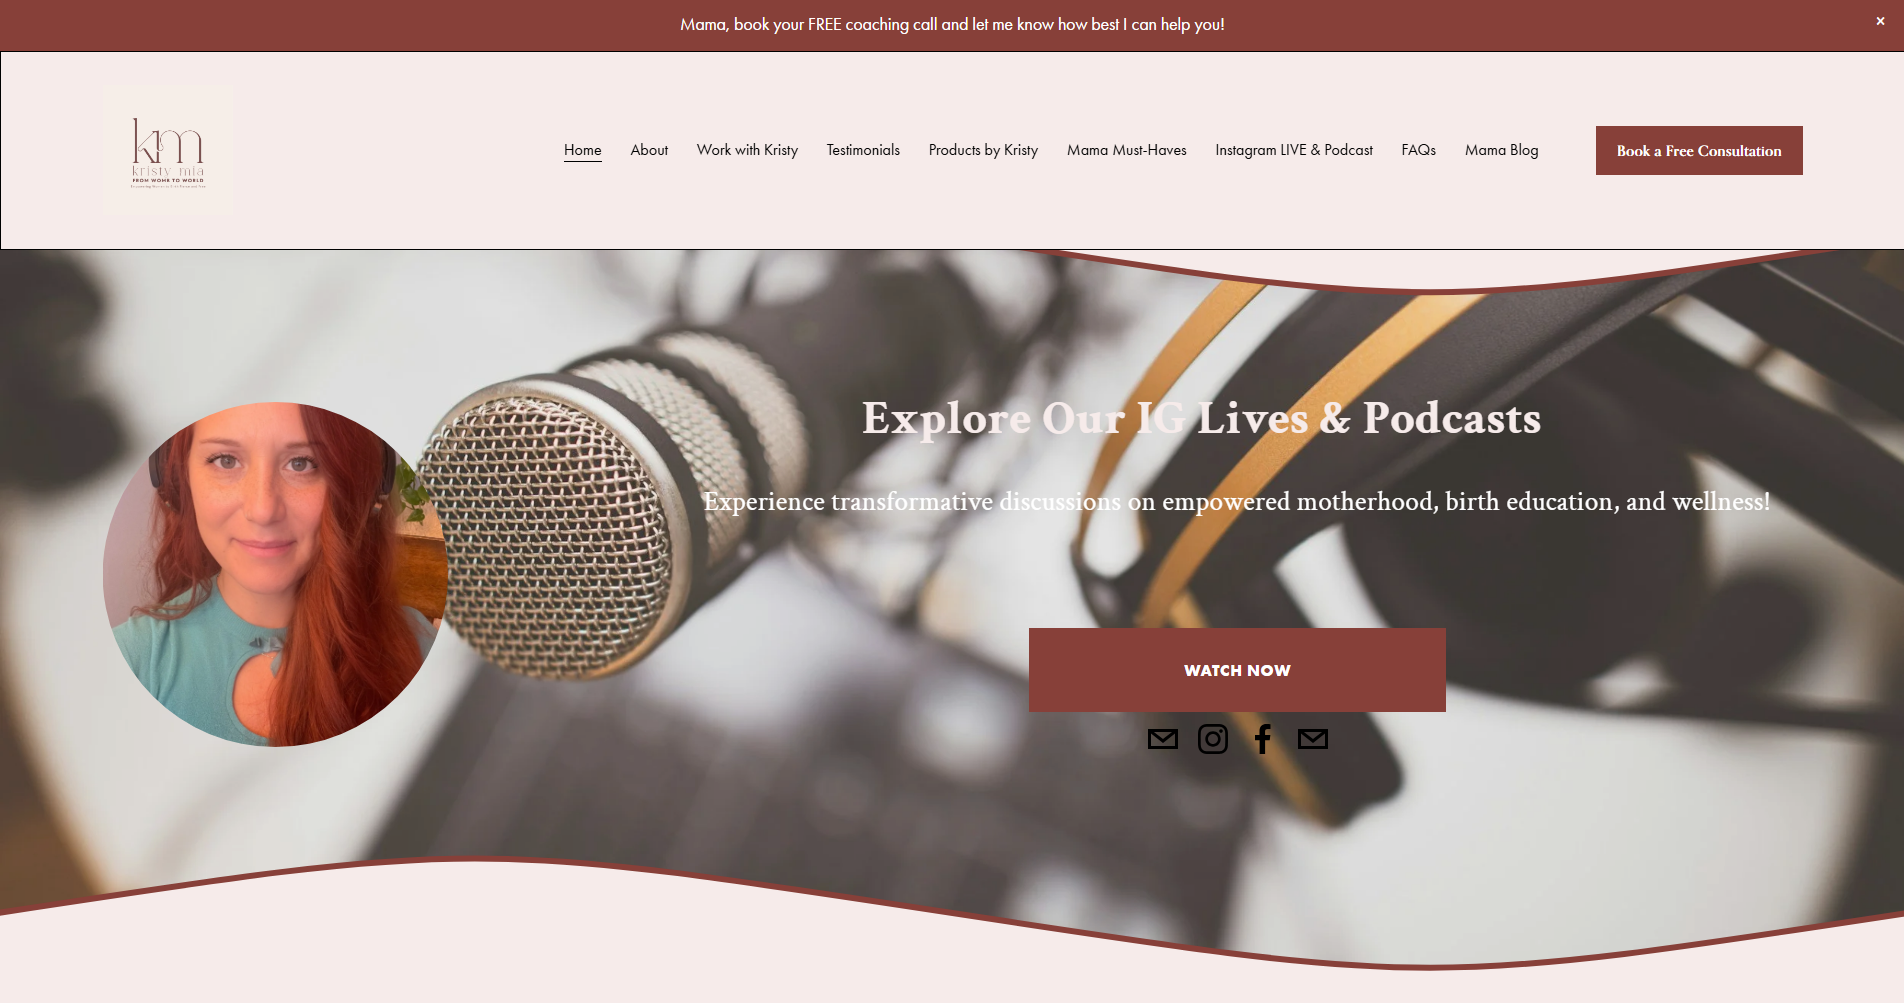 Mama, book your FREE coaching call and let me know how best I can help you!
×
km
kristy mia
FROM WOMB TO WORLD
Home About Work with Kristy Testimonials Products by Kristy Mama Must-Haves Instagram LIVE & Podcast FAQs Mama Blog Book a Free Consultation
Explore Our IG Lives & Podcasts
Experience transformative discussions on empowered motherhood, birth education, and wellness!
WATCH NOW